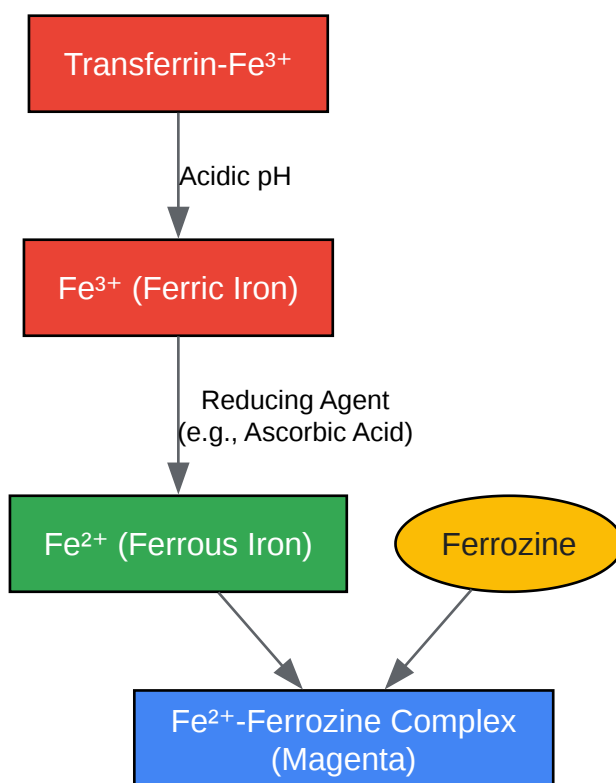 Transferrin-Fe³⁺
Acidic pH
Fe³⁺ (Ferric Iron)
Reducing Agent
(e.g., Ascorbic Acid)
Fe²⁺ (Ferrous Iron)
Ferrozine
Fe²⁺-Ferrozine Complex
(Magenta)